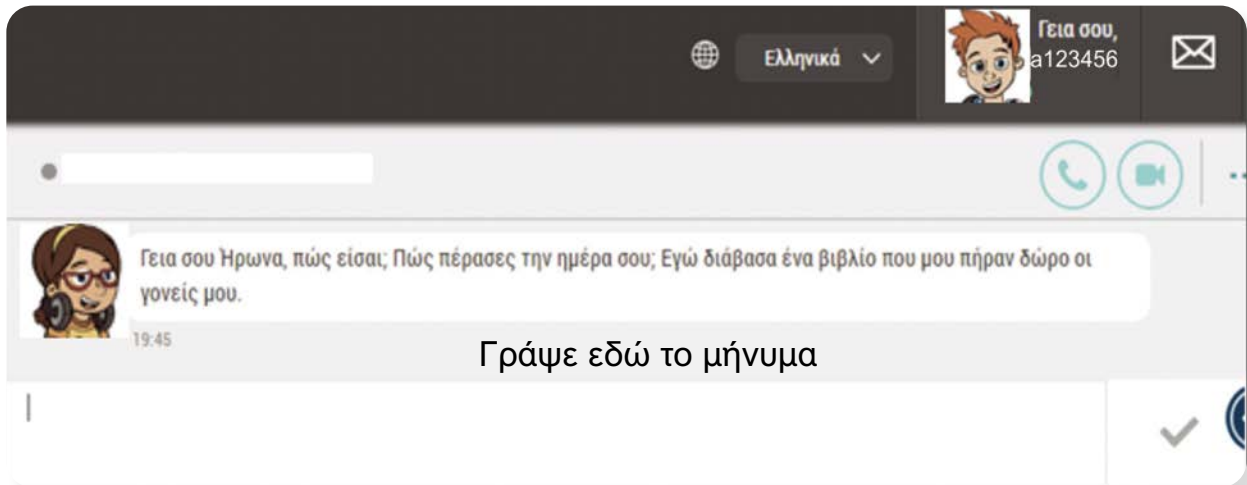 Ελληνικά
Γεια σου,
a123456
Γεια σου Ήρωνα, πώς είσαι; Πώς πέρασες την ημέρα σου; Εγώ διάβασα ένα βιβλίο που μου πήραν δώρο οι
γονείς μου.
19:45
Γράψε εδώ το μήνυμα